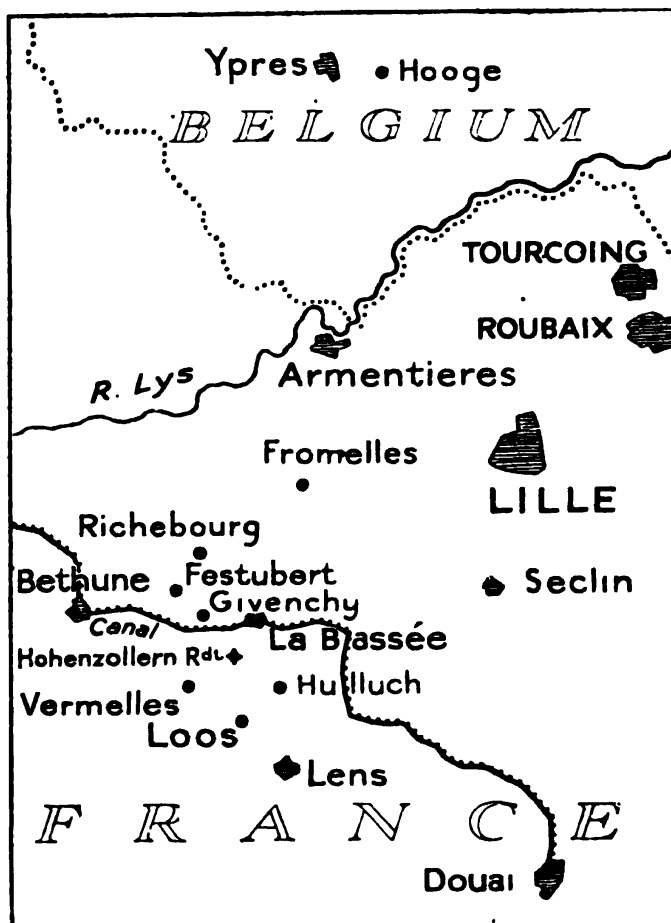 Ypres Hooge
BELGIUM
TOURCOING
ROUBAIX
R. Lys
Armentieres
Fromelles
LILLE
Richebourg
Bethune
Festubert
Seclin
Givenchy
Canal
La Bassée
Hohenzollern Rdt
Vermelles
Hulluch
Loos
Lens
FRANCE
Douai